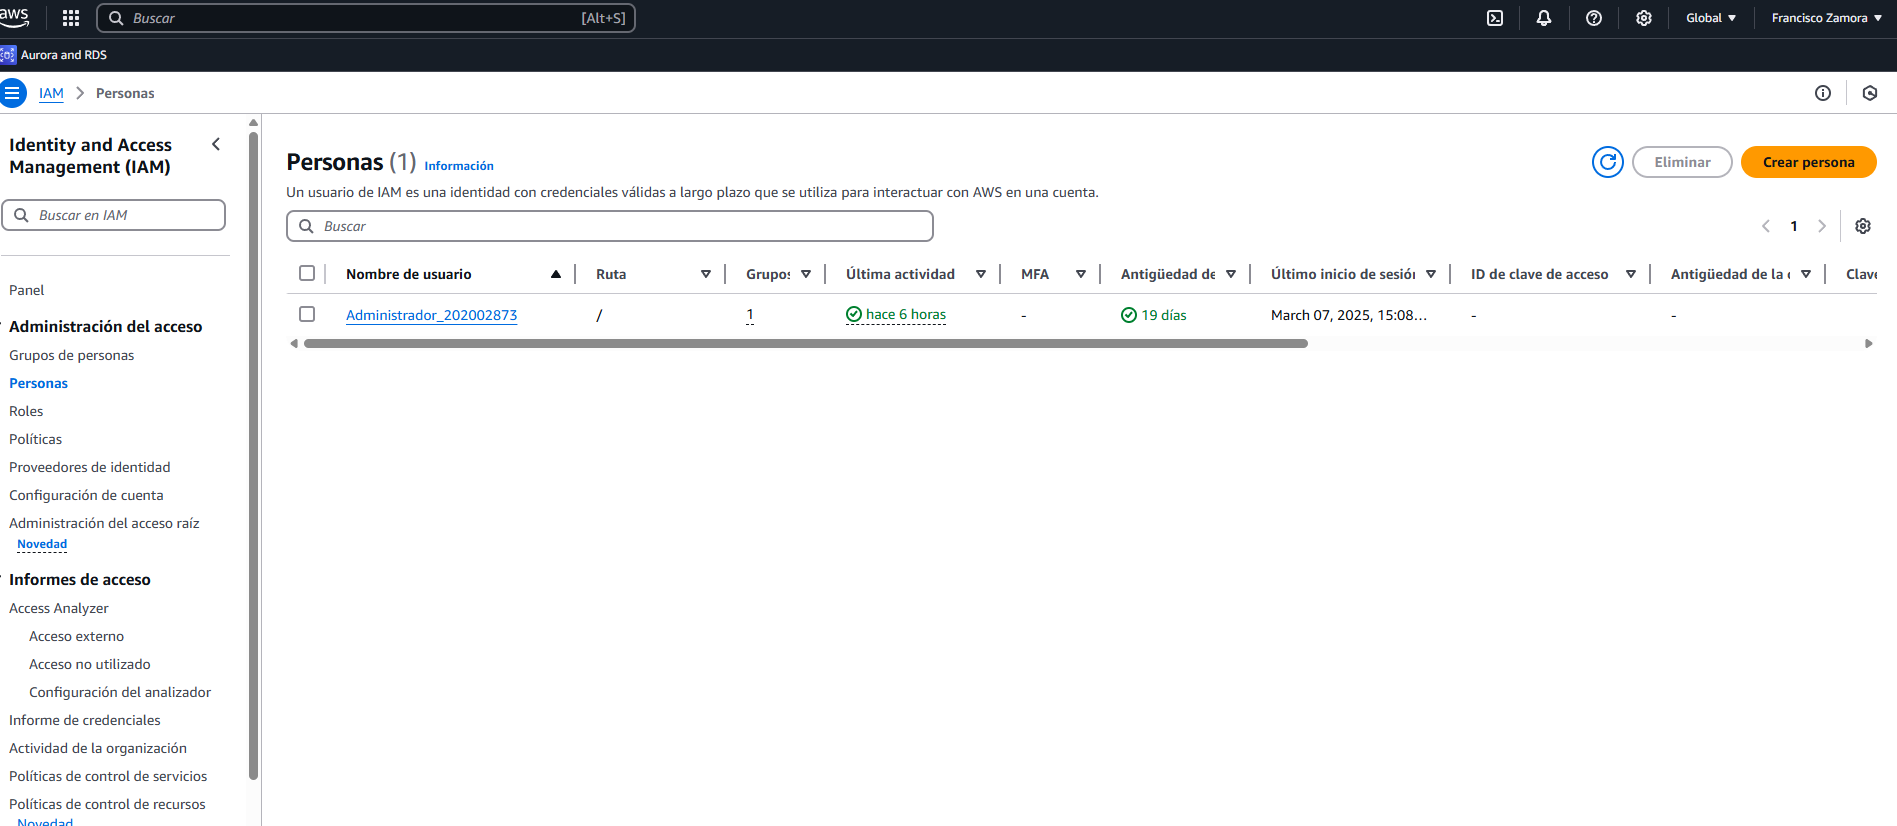 aws
Buscar [Alt+S] Global Francisco Zamora
Aurora and RDS
IAM Personas
Identity and Access
Management (IAM)
Buscar en IAM
Panel
Administración del acceso
Grupos de personas
Personas
Roles
Políticas
Proveedores de identidad
Configuración de cuenta
Administración del acceso raíz
Novedad
Informes de acceso
Access Analyzer
Acceso externo
Acceso no utilizado
Configuración del analizador
Informe de credenciales
Actividad de la organización
Políticas de control de servicios
Políticas de control de recursos
Novedad
Personas (1) Información
Eliminar Crear persona
Un usuario de IAM es una identidad con credenciales válidas a largo plazo que se utiliza para interactuar con AWS en una cuenta.
Buscar 1
Nombre de usuario Ruta Grupos Última actividad MFA Antigüedad de Último inicio de sesión ID de clave de acceso Antigüedad de la Clave
Administrador_202002873 / 1 hace 6 horas - 19 días March 07, 2025, 15:08... - -